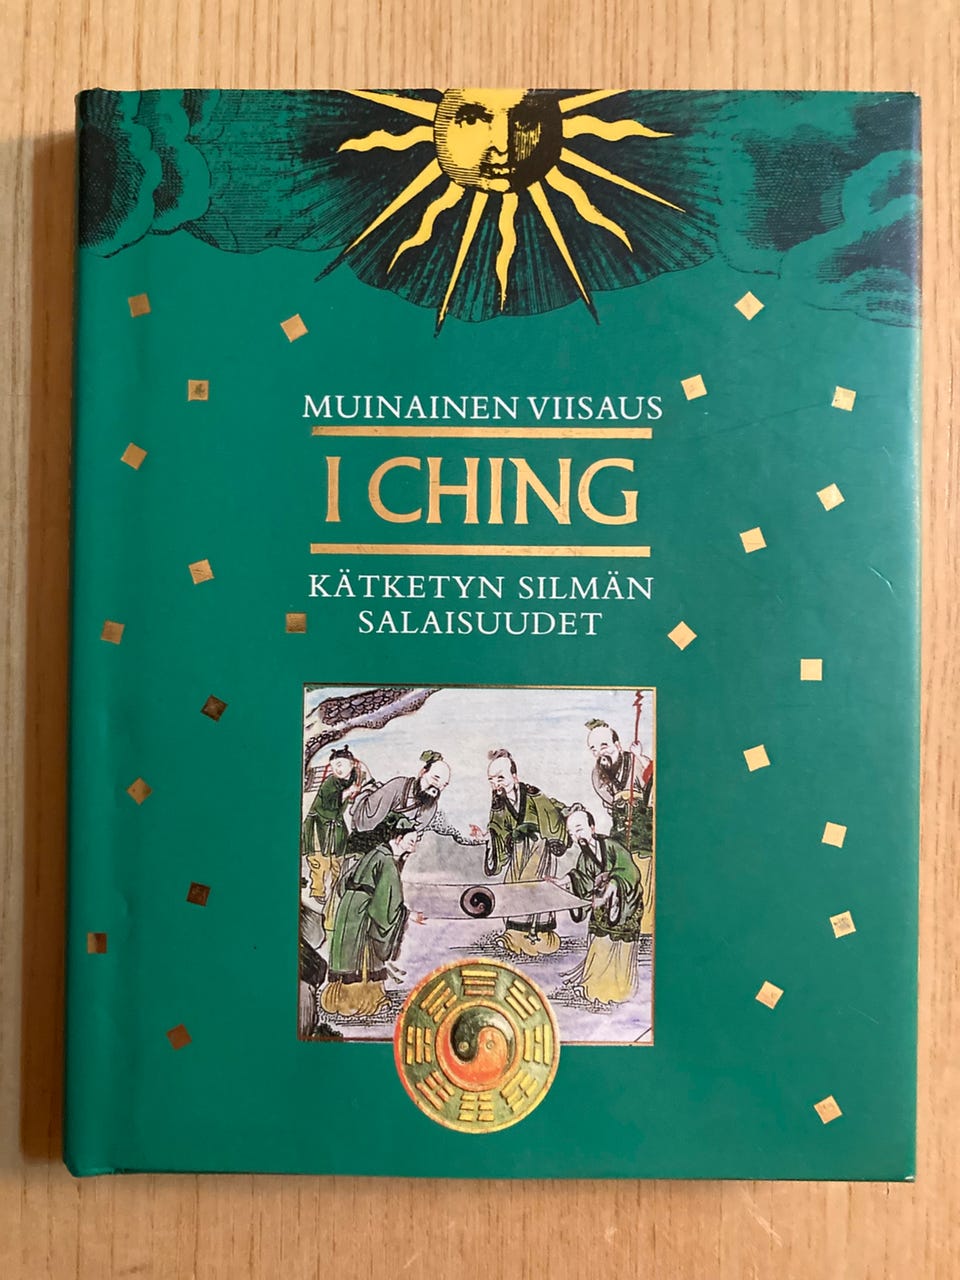 MUINAINEN VIISAUS
I CHING
KÄTKETYN SILMÄN
SALAISUUDET